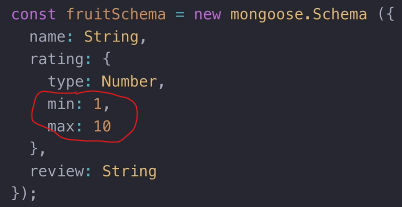 const fruitSchema = new mongoose.Schema ({
  name: String,
  rating: {
    type: Number,
    min: 1,
    max: 10
  },
  review: String
});